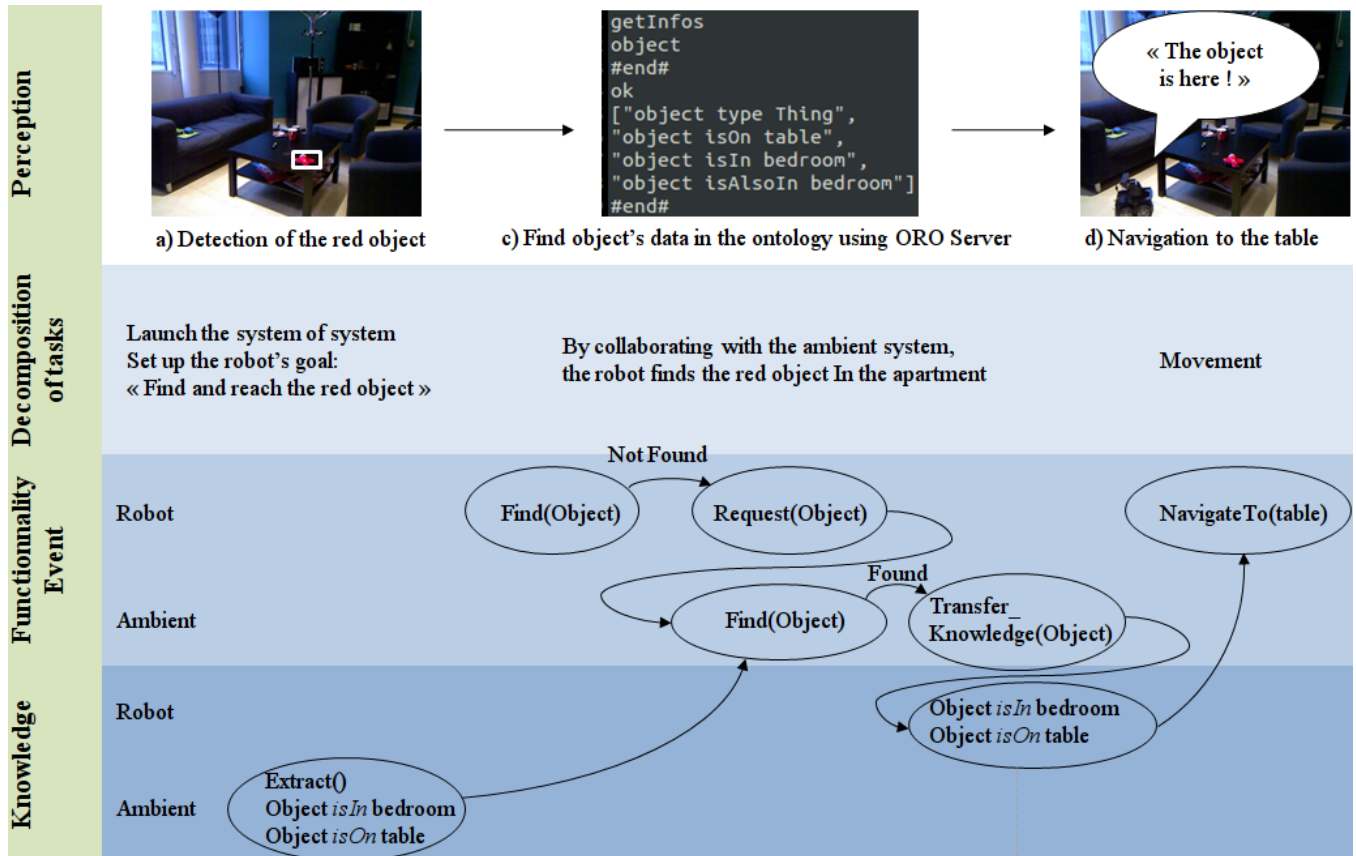 Perception
getInfos
object
#end#
ok
["object type Thing",
"object isOn table",
"object isIn bedroom",
"object isAlsoIn bedroom"]
#end#
« The object
is here ! »
a) Detection of the red object
c) Find object's data in the ontology using ORO Server
d) Navigation to the table
Decomposition
of tasks
Launch the system of system
Set up the robot's goal:
« Find and reach the red object »
By collaborating with the ambient system,
the robot finds the red object In the apartment
Movement
Functionnality
Event
Robot
Find(Object)
Not Found
Request(Object)
NavigateTo(table)
Ambient
Find(Object)
Found
Transfer_
Knowledge(Object)
Knowledge
Robot
Object isIn bedroom
Object isOn table
Ambient
Extract()
Object isIn bedroom
Object isOn table